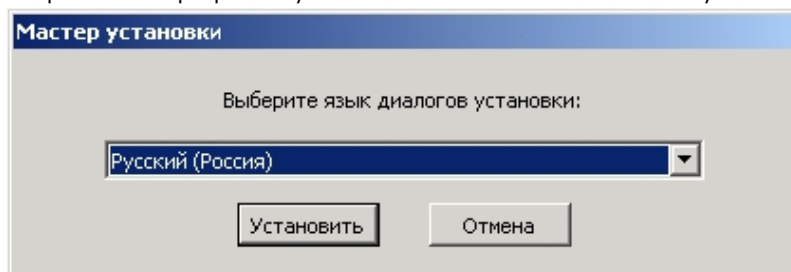 Мастер установки
Выберите язык диалогов установки:
Русский (Россия)
Установить
Отмена